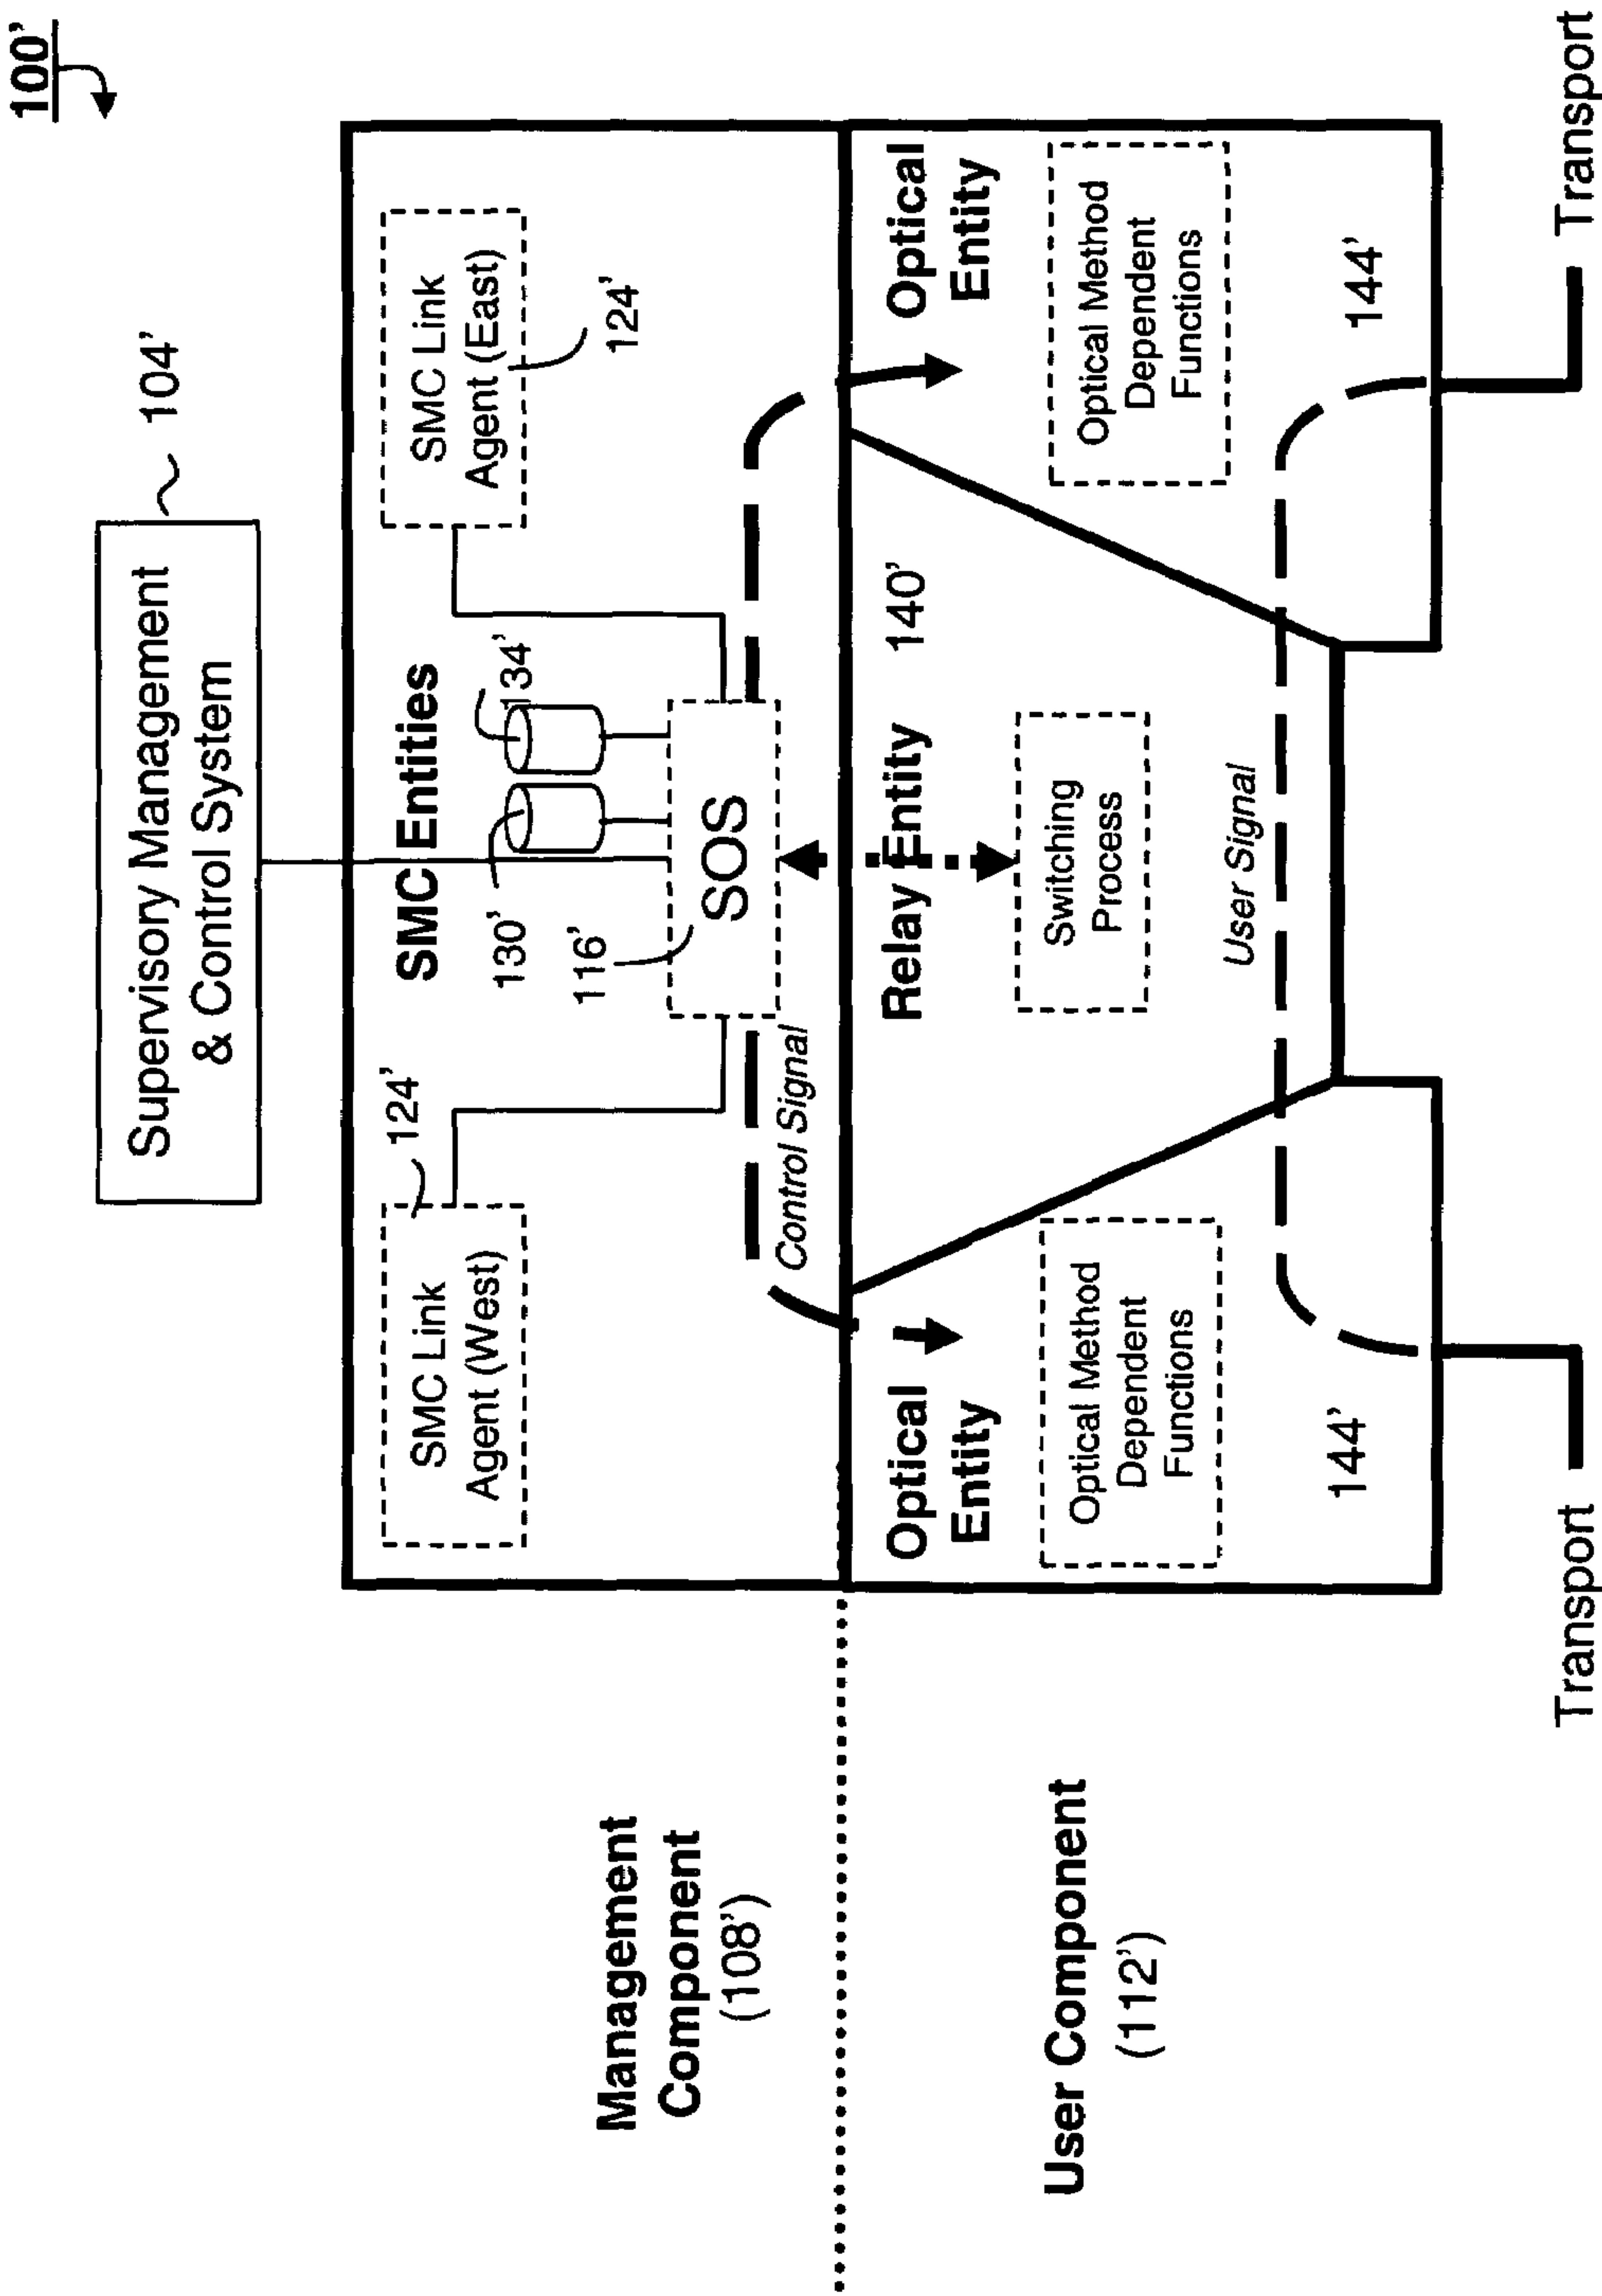 100'
Supervisory Management
& Control System
104'
SMC Link
Agent (West)
124'
SMC Entities
130'
134'
116'
SOS
SMC Link
Agent (East)
124'
Control Signal
Management
Component
(108')
Optical
Entity
Optical Method
Dependent
Functions
144'
Relay Entity
140'
Switching
Process
User Signal
Optical
Entity
Optical Method
Dependent
Functions
144'
User Component
(112')
Transport
Transport